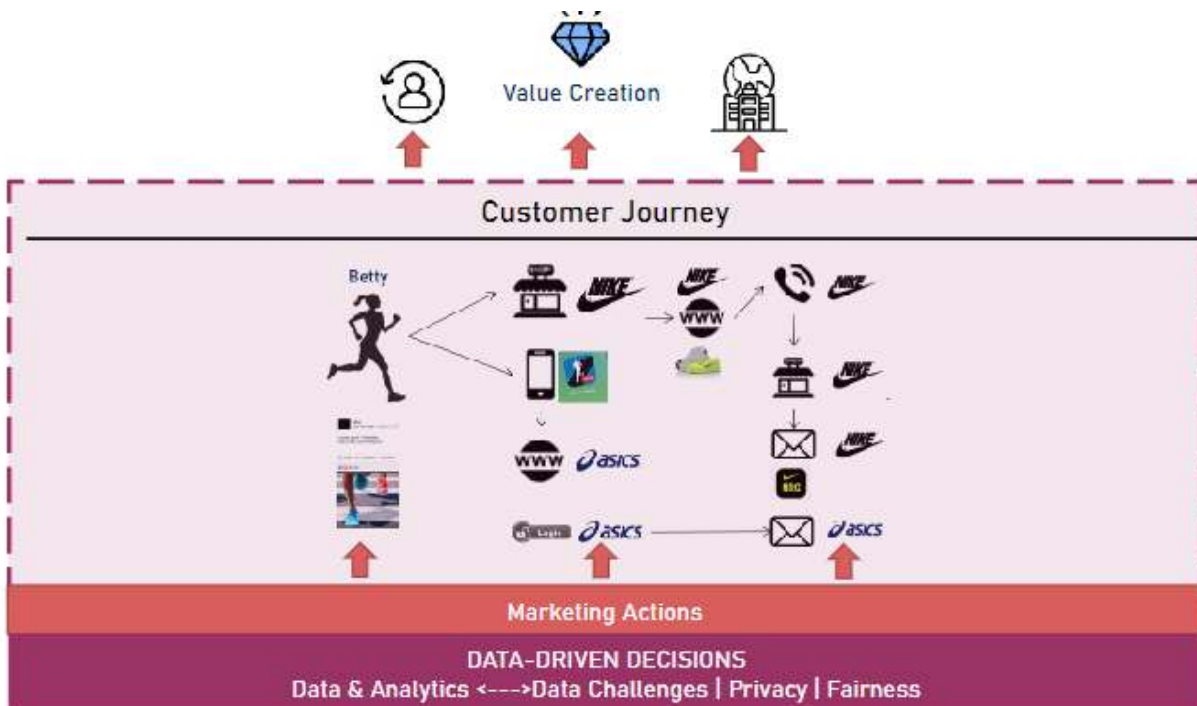 Value Creation
Customer Journey
Betty
NIKE
NIKE
NIKE
www
NIKE
www
asics
NIKE
Login
asics
asics
Marketing Actions
DATA-DRIVEN DECISIONS
Data & Analytics <--->Data Challenges | Privacy | Fairness